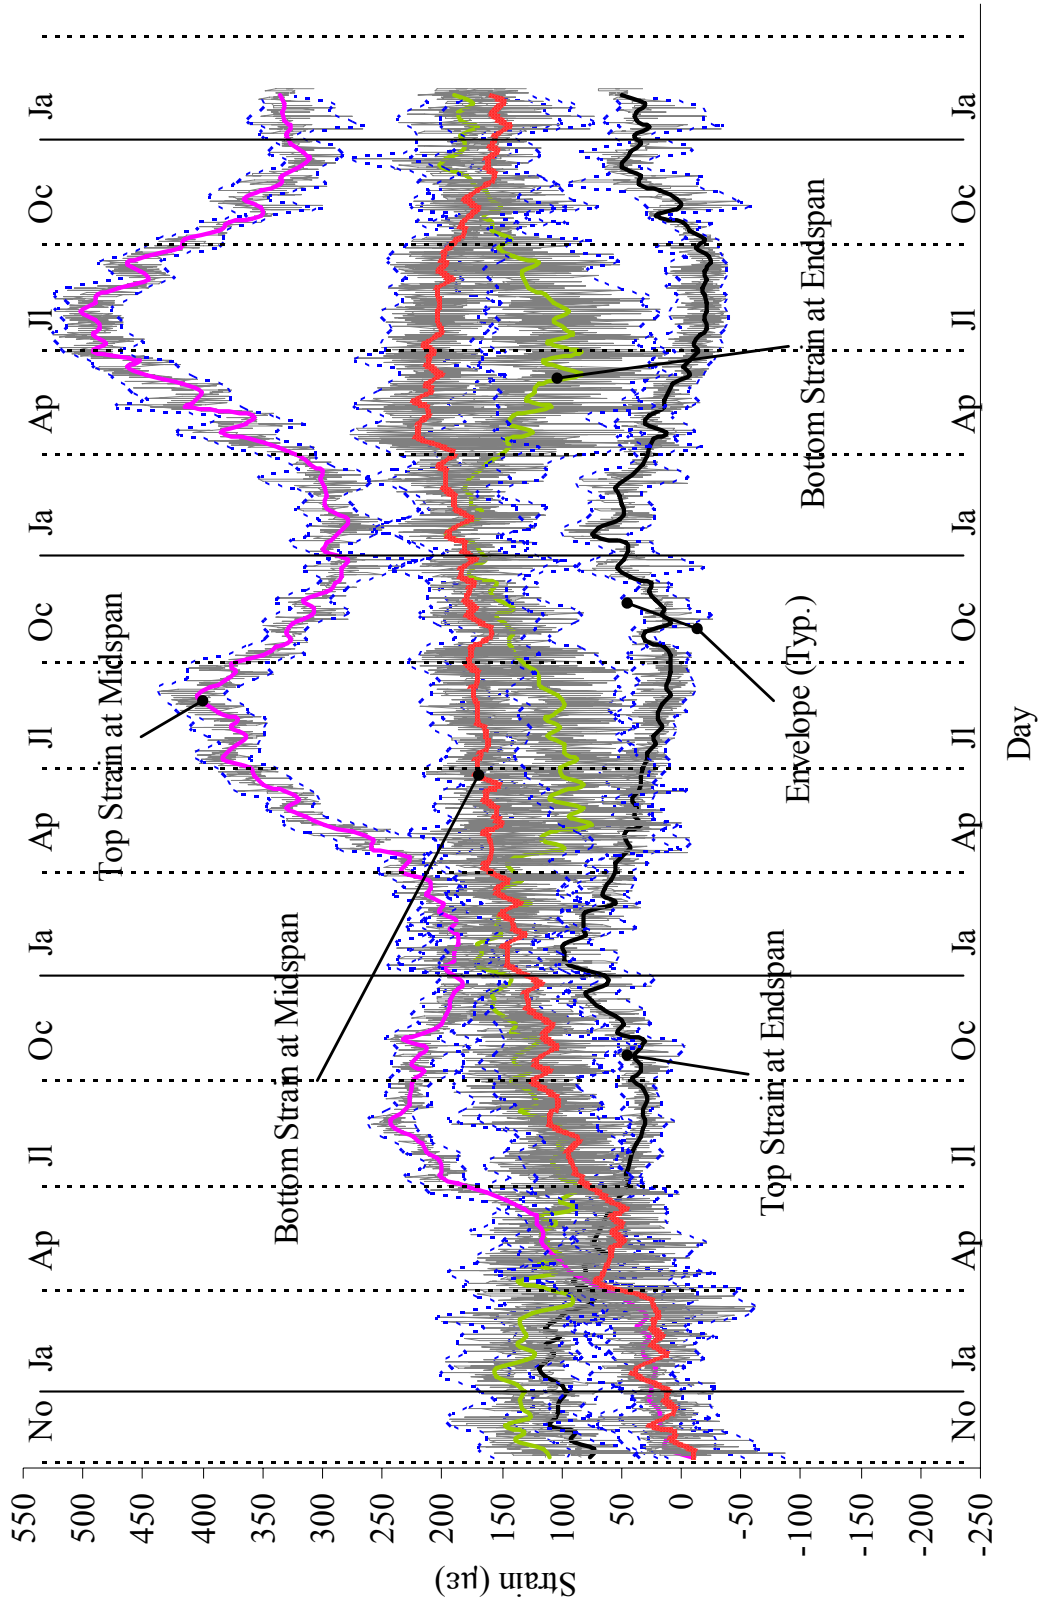 No Ja Ap Jl Oc Ja Ap Jl Oc Ja Ap Jl Oc Ja
Top Strain at Midspan
Bottom Strain at Midspan
Top Strain at Endspan
Envelope (Typ.)
Bottom Strain at Endspan
550
500
450
400
350
300
250
200
150
100
50
0
-50
-100
-150
-200
-250
Strain (με)
No Ja Ap Jl Oc Ja Ap Jl Oc Ja Ap Jl Oc Ja
Day